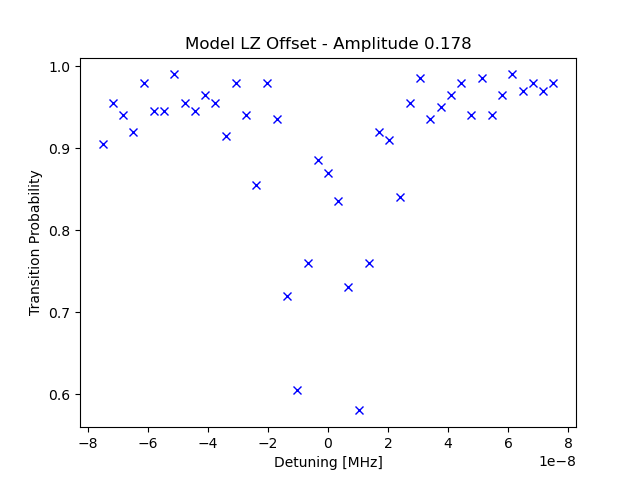 Model LZ Offset - Amplitude 0.178
1.0
0.9
0.8
0.7
0.6
Transition Probability
−8 −6 −4 −2 0 2 4 6 8
1e−8
Detuning [MHz]